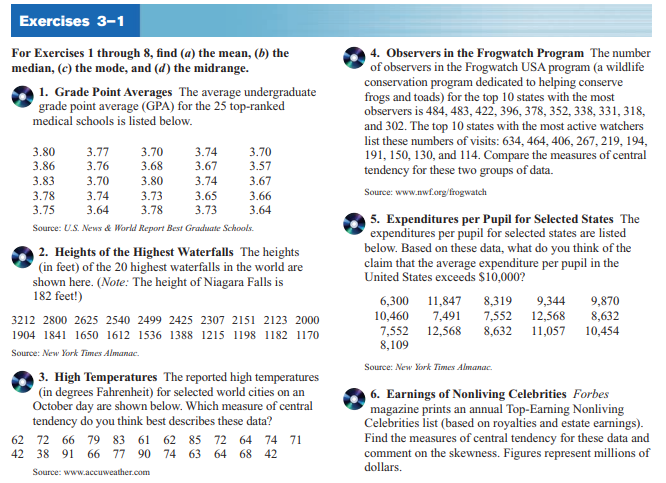 Exercises 3–1
For Exercises 1 through 8, find (a) the mean, (b) the
median, (c) the mode, and (d) the midrange.
1. Grade Point Averages The average undergraduate
grade point average (GPA) for the 25 top-ranked
medical schools is listed below.
3.80 3.77 3.70 3.74 3.70
3.86 3.76 3.68 3.67 3.57
3.83 3.70 3.80 3.74 3.67
3.78 3.74 3.73 3.65 3.66
3.75 3.64 3.78 3.73 3.64
Source: U.S. News & World Report Best Graduate Schools.
2. Heights of the Highest Waterfalls The heights
(in feet) of the 20 highest waterfalls in the world are
shown here. (Note: The height of Niagara Falls is
182 feet!)
3212 2800 2625 2540 2499 2425 2307 2151 2123 2000
1904 1841 1650 1612 1536 1388 1215 1198 1182 1170
Source: New York Times Almanac.
3. High Temperatures The reported high temperatures
(in degrees Fahrenheit) for selected world cities on an
October day are shown below. Which measure of central
tendency do you think best describes these data?
62 72 66 79 83 61 62 85 72 64 74 71
42 38 91 66 77 90 74 63 64 68 42
Source: www.accuweather.com
4. Observers in the Frogwatch Program The number
of observers in the Frogwatch USA program (a wildlife
conservation program dedicated to helping conserve
frogs and toads) for the top 10 states with the most
observers is 484, 483, 422, 396, 378, 352, 338, 331, 318,
and 302. The top 10 states with the most active watchers
list these numbers of visits: 634, 464, 406, 267, 219, 194,
191, 150, 130, and 114. Compare the measures of central
tendency for these two groups of data.
Source: www.nwf.org/frogwatch
5. Expenditures per Pupil for Selected States The
expenditures per pupil for selected states are listed
below. Based on these data, what do you think of the
claim that the average expenditure per pupil in the
United States exceeds $10,000?
6,300 11,847 8,319 9,344 9,870
10,460 7,491 7,552 12,568 8,632
7,552 12,568 8,632 11,057 10,454
8,109
Source: New York Times Almanac.
6. Earnings of Nonliving Celebrities Forbes
magazine prints an annual Top-Earning Nonliving
Celebrities list (based on royalties and estate earnings).
Find the measures of central tendency for these data and
comment on the skewness. Figures represent millions of
dollars.